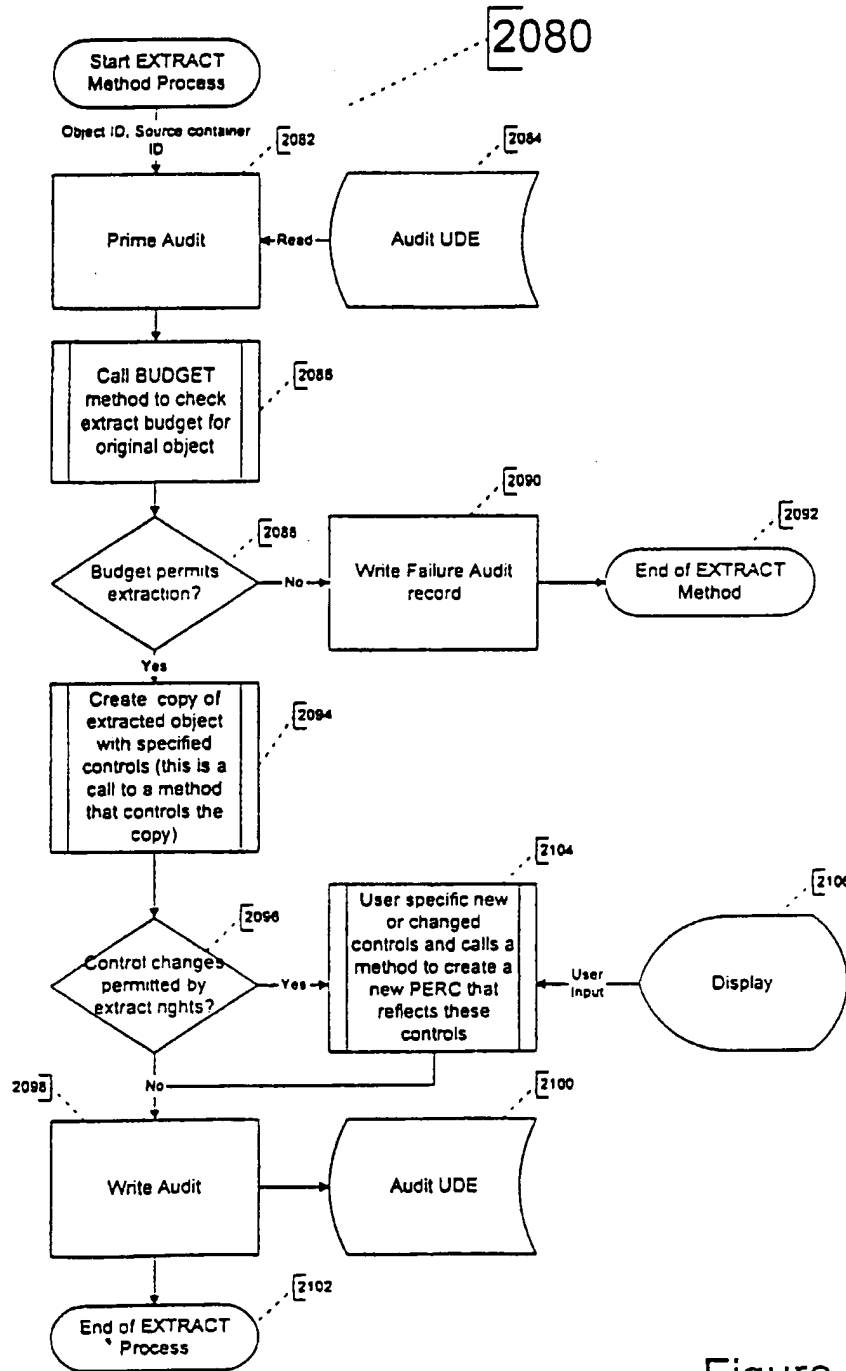 2080
Start EXTRACT
Method Process
Object ID, Source container
ID
2082
2084
Prime Audit
Read
Audit UDE
Call BUDGET
method to check
extract budget for
original object
2086
2088
Budget permits
extraction?
No
2090
Write Failure Audit
record
2092
End of EXTRACT
Method
Yes
Create copy of
extracted object
with specified
controls (this is a
call to a method
that controls the
copy)
2094
2096
Control changes
permitted by
extract rights?
Yes
2104
User specific new
or changed
controls and calls a
method to create a
new PERC that
reflects these
controls
User
Input
2106
Display
No
2098
Write Audit
2100
Audit UDE
2102
End of EXTRACT
Process
Figure